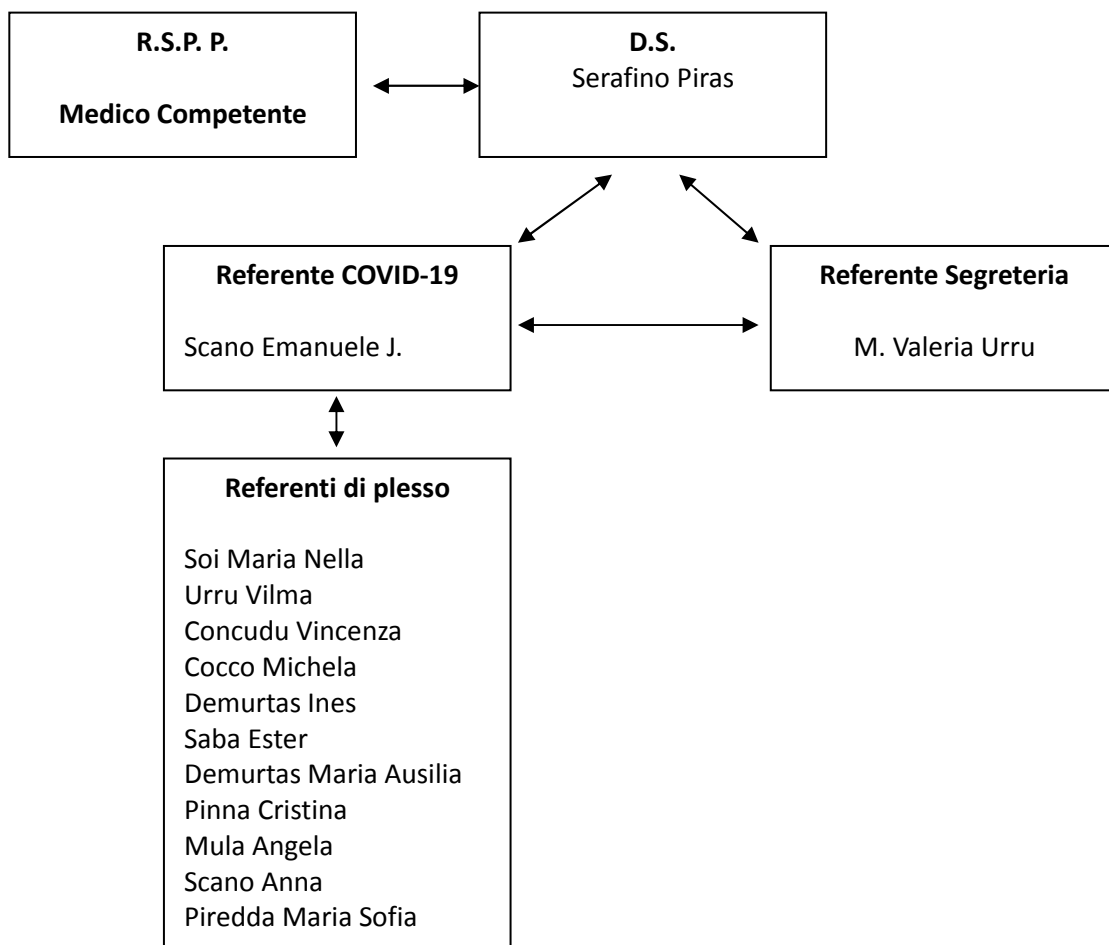 R.S.P. P.
Medico Competente
D.S.
Serafino Piras
Referente COVID-19
Scano Emanuele J.
Referente Segreteria
M. Valeria Urru
Referenti di plesso
Soi Maria Nella
Urru Vilma
Concudu Vincenza
Cocco Michela
Demurtas Ines
Saba Ester
Demurtas Maria Ausilia
Pinna Cristina
Mula Angela
Scano Anna
Piredda Maria Sofia